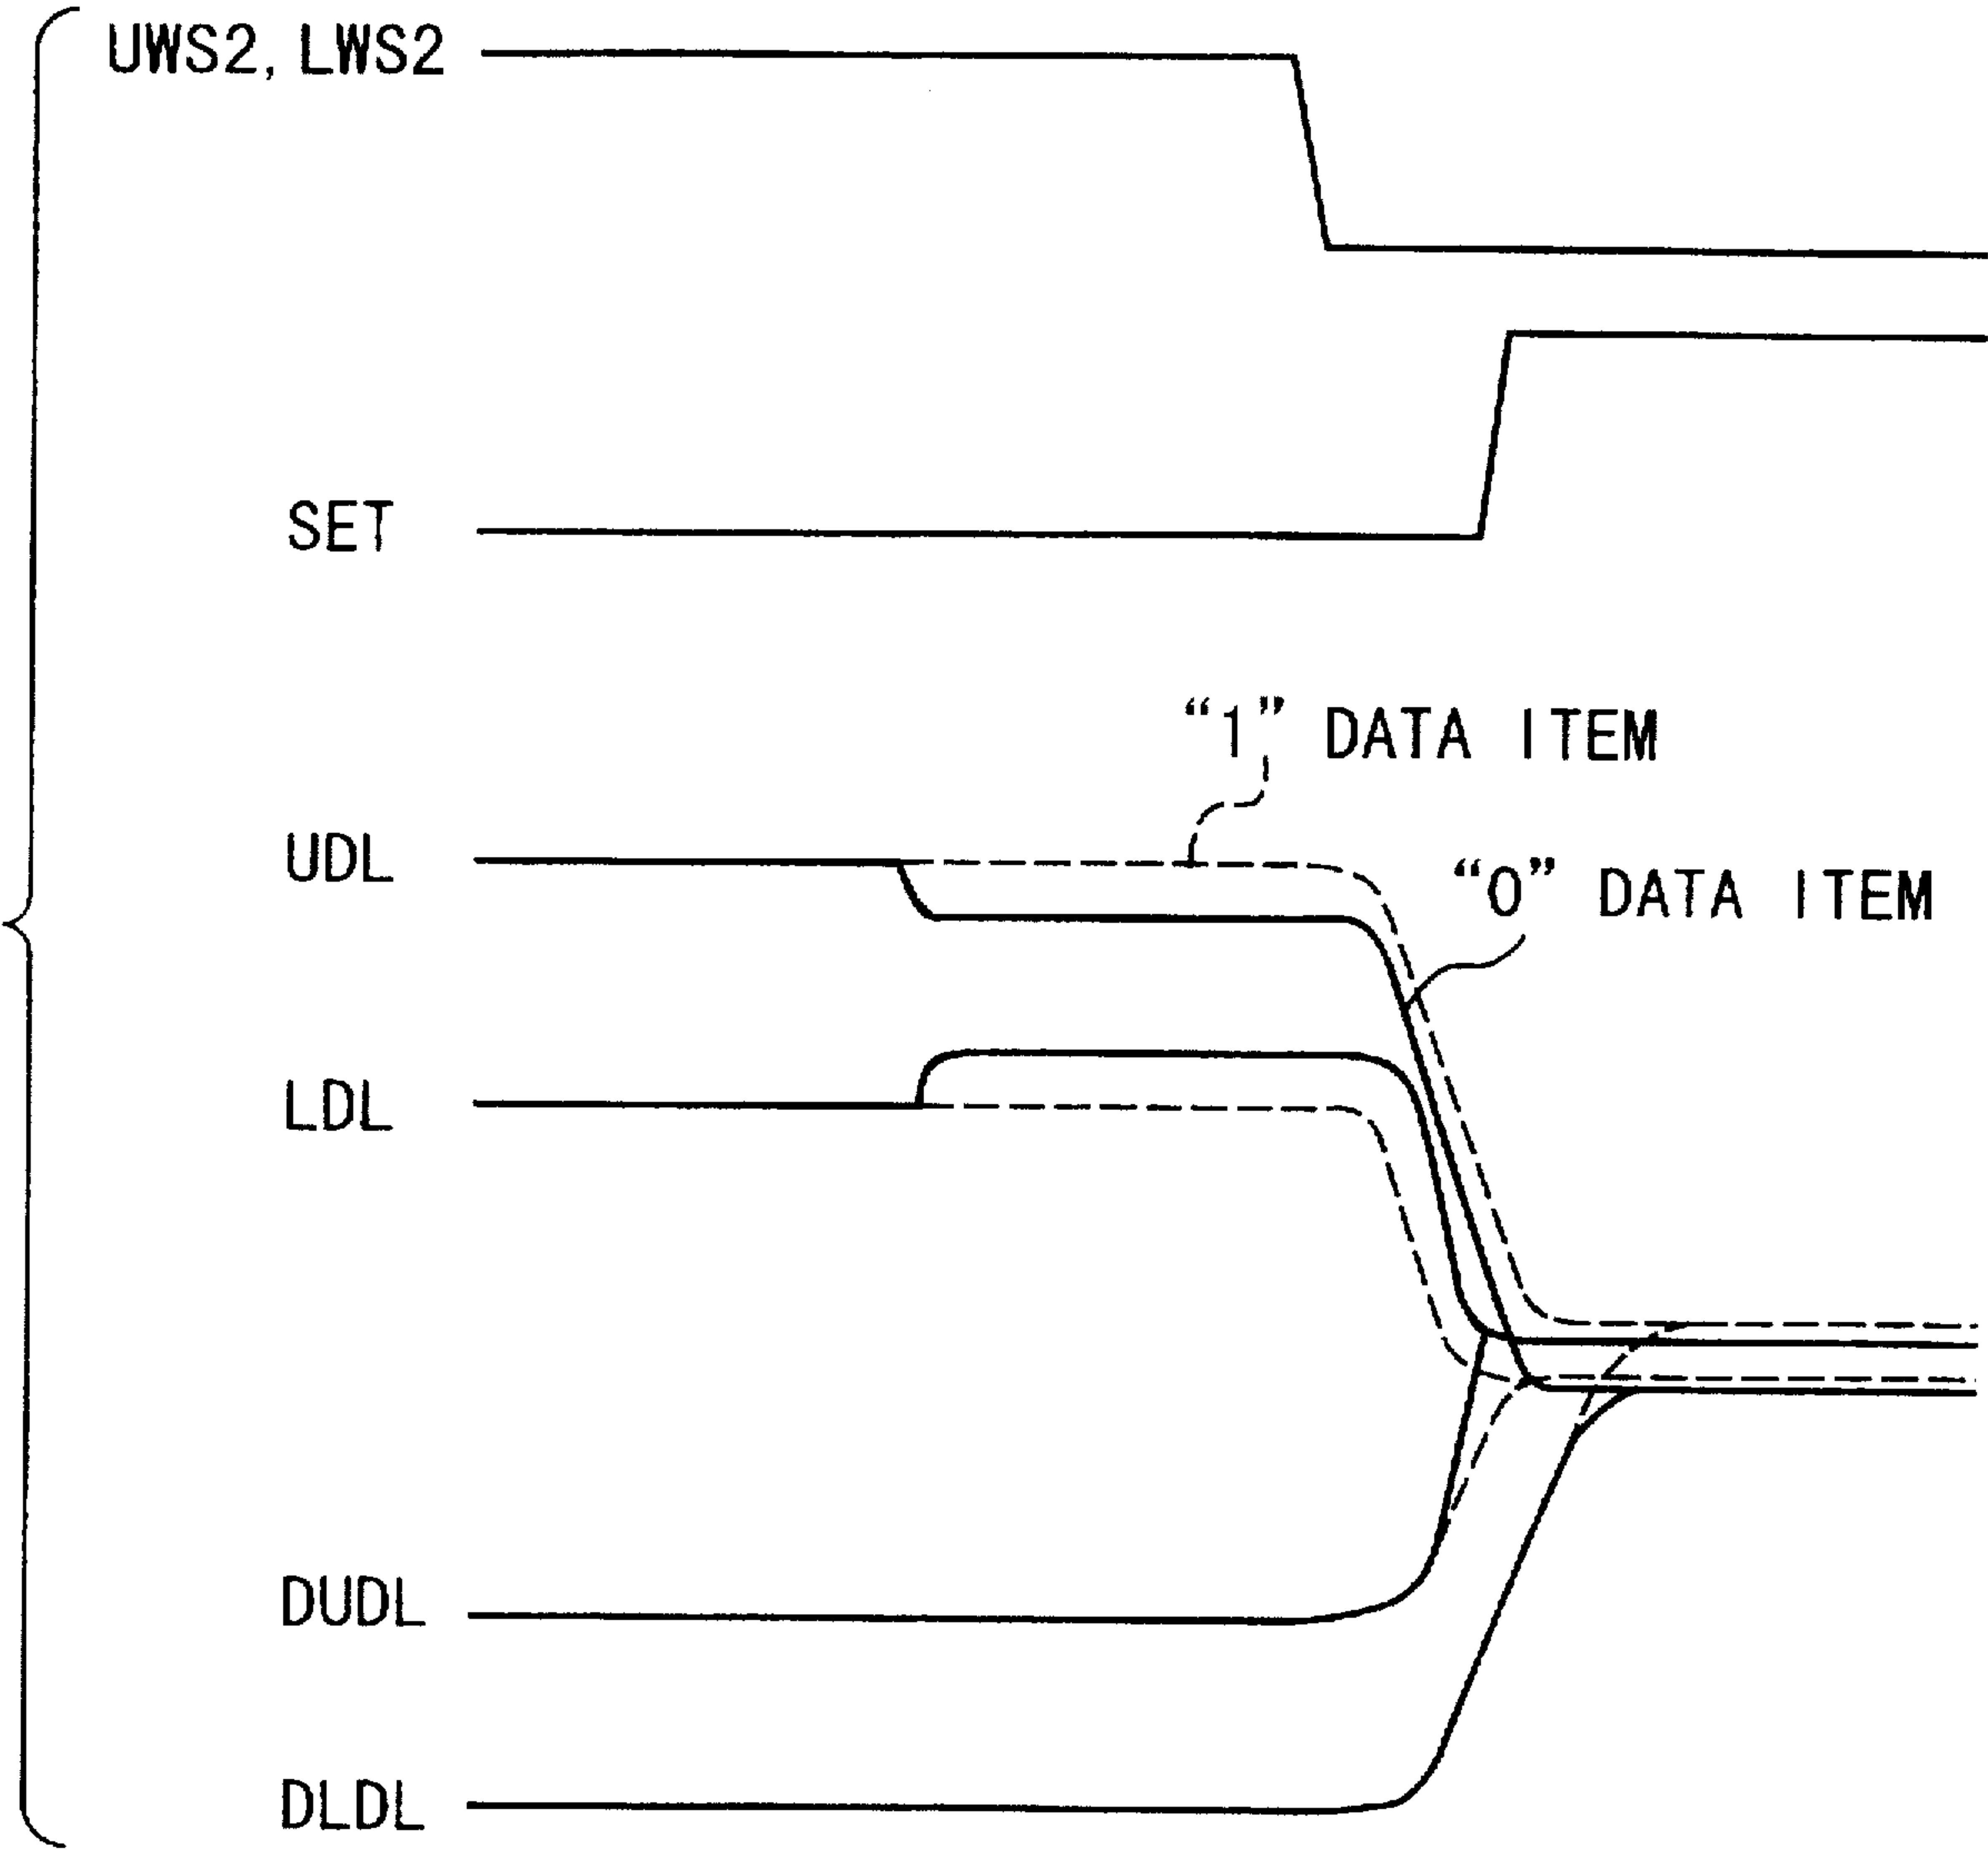 UWS2, LWS2
SET
“1” DATA ITEM
UDL
“0” DATA ITEM
LDL
DUDL
DLDL